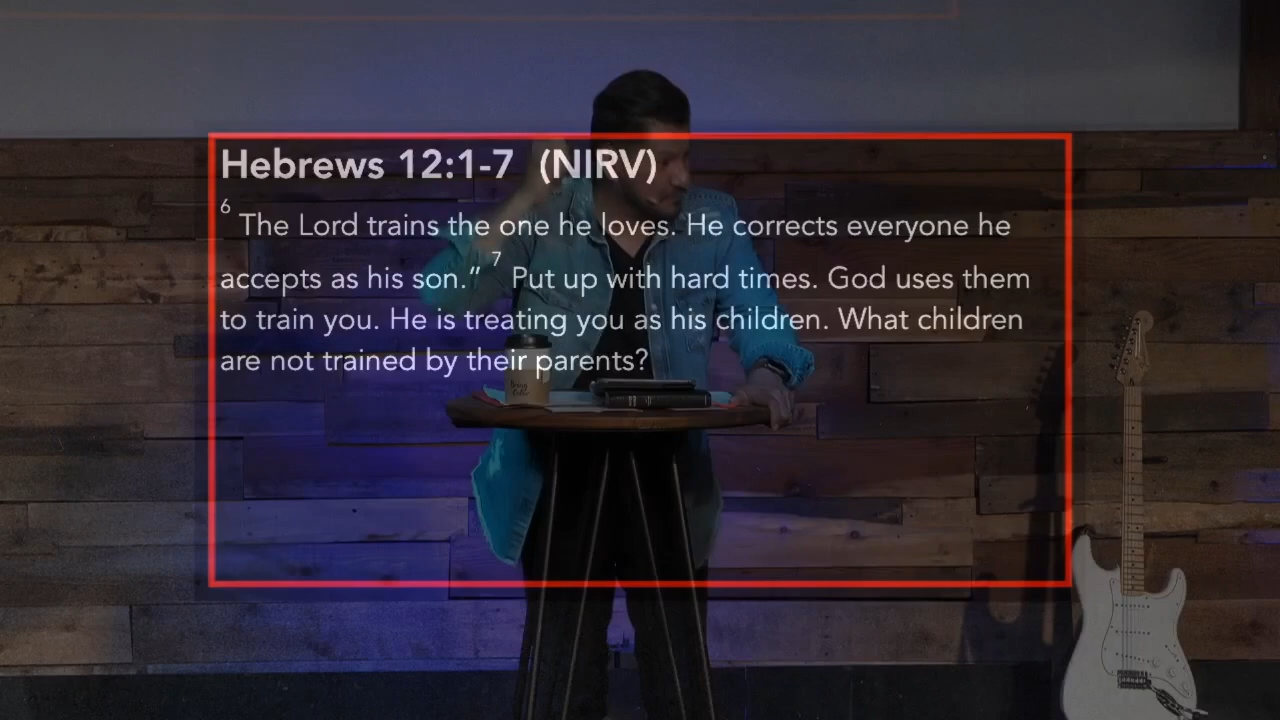 Hebrews 12:1-7 (NIRV)
6 The Lord trains the one he loves. He corrects everyone he
accepts as his son.” 7 Put up with hard times. God uses them
to train you. He is treating you as his children. What children
are not trained by their parents?